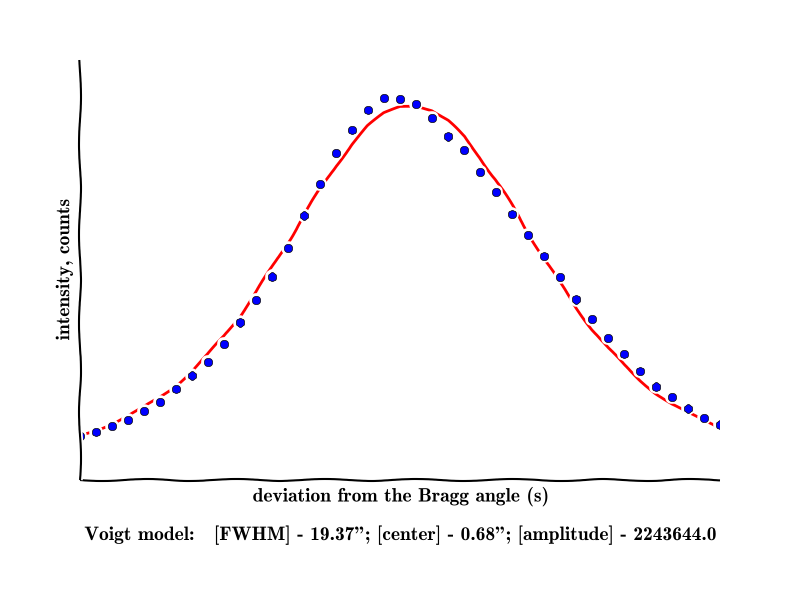 intensity, counts
deviation from the Bragg angle (s)
Voigt model: [FWHM] - 19.37”; [center] - 0.68”; [amplitude] - 2243644.0